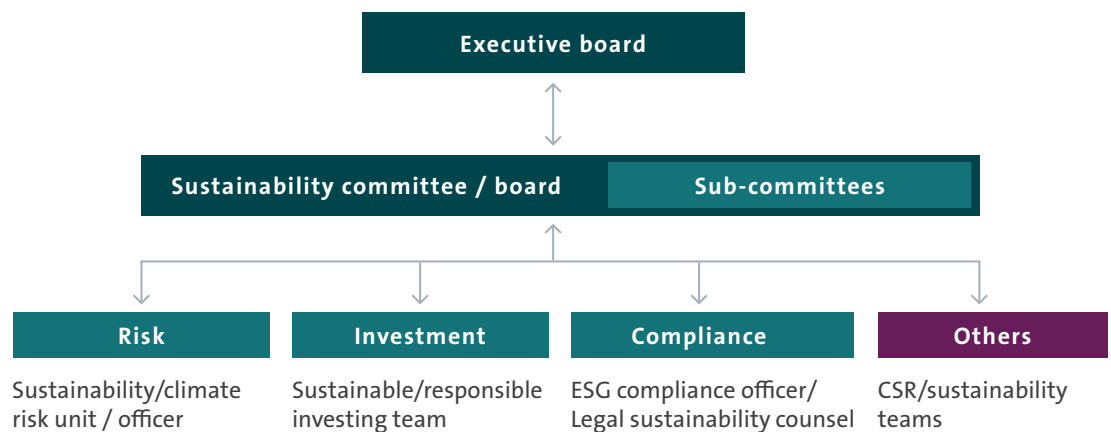 Executive board
Sustainability committee / board
Sub-committees
Risk
Investment
Compliance
Others
Sustainability/climate
risk unit / officer
Sustainable/responsible
investing team
ESG compliance officer/
Legal sustainability counsel
CSR/sustainability
teams